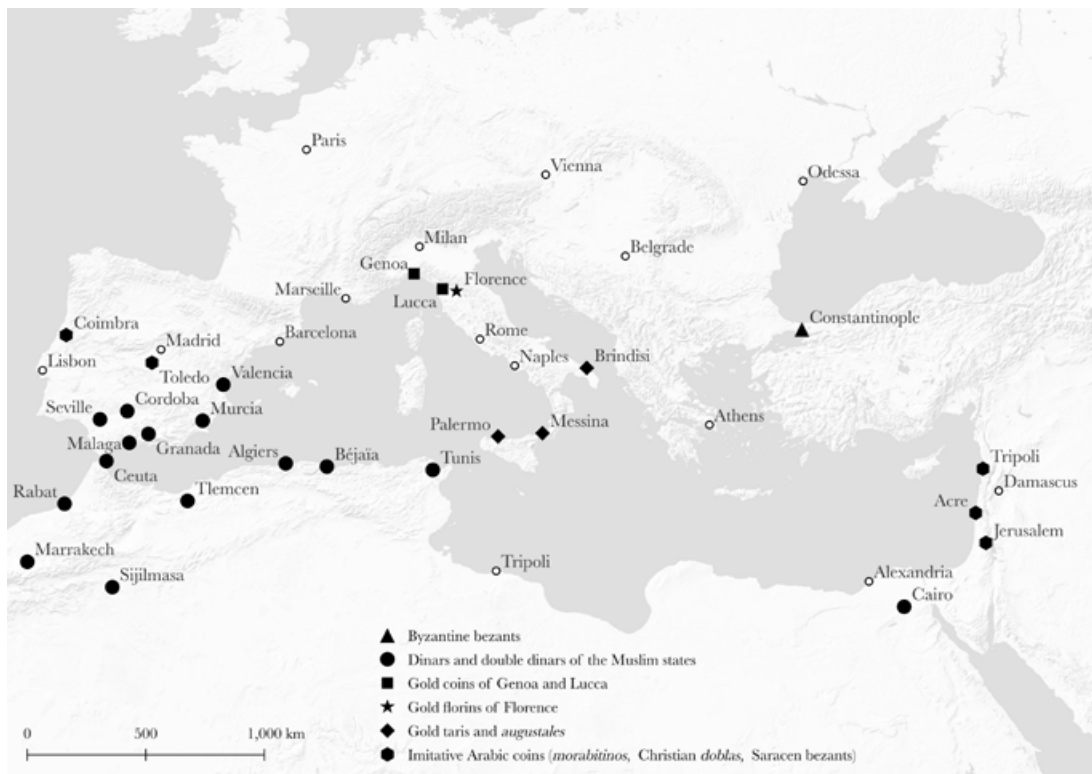 Paris
Vienna
Odessa
Milan
Belgrade
Genoa
Florence
Marseille
Lucca
Constantinople
Coimbra
Barcelona
Rome
Madrid
Naples
Brindisi
Lisbon
Toledo
Valencia
Cordoba
Seville
Murcia
Athens
Palermo
Messina
Malaga
Granada
Algiers
Béjaïa
Tunis
Tripoli
Ceuta
Damascus
Rabat
Tlemcen
Acre
Jerusalem
Marrakech
Tripoli
Alexandria
Sijilmasa
Cairo
Byzantine bezants
Dinars and double dinars of the Muslim states
Gold coins of Genoa and Lucca
Gold florins of Florence
Gold taris and augustales
Imitative Arabic coins (morabitinos, Christian doblas, Saracen bezants)
0 500 1,000 km